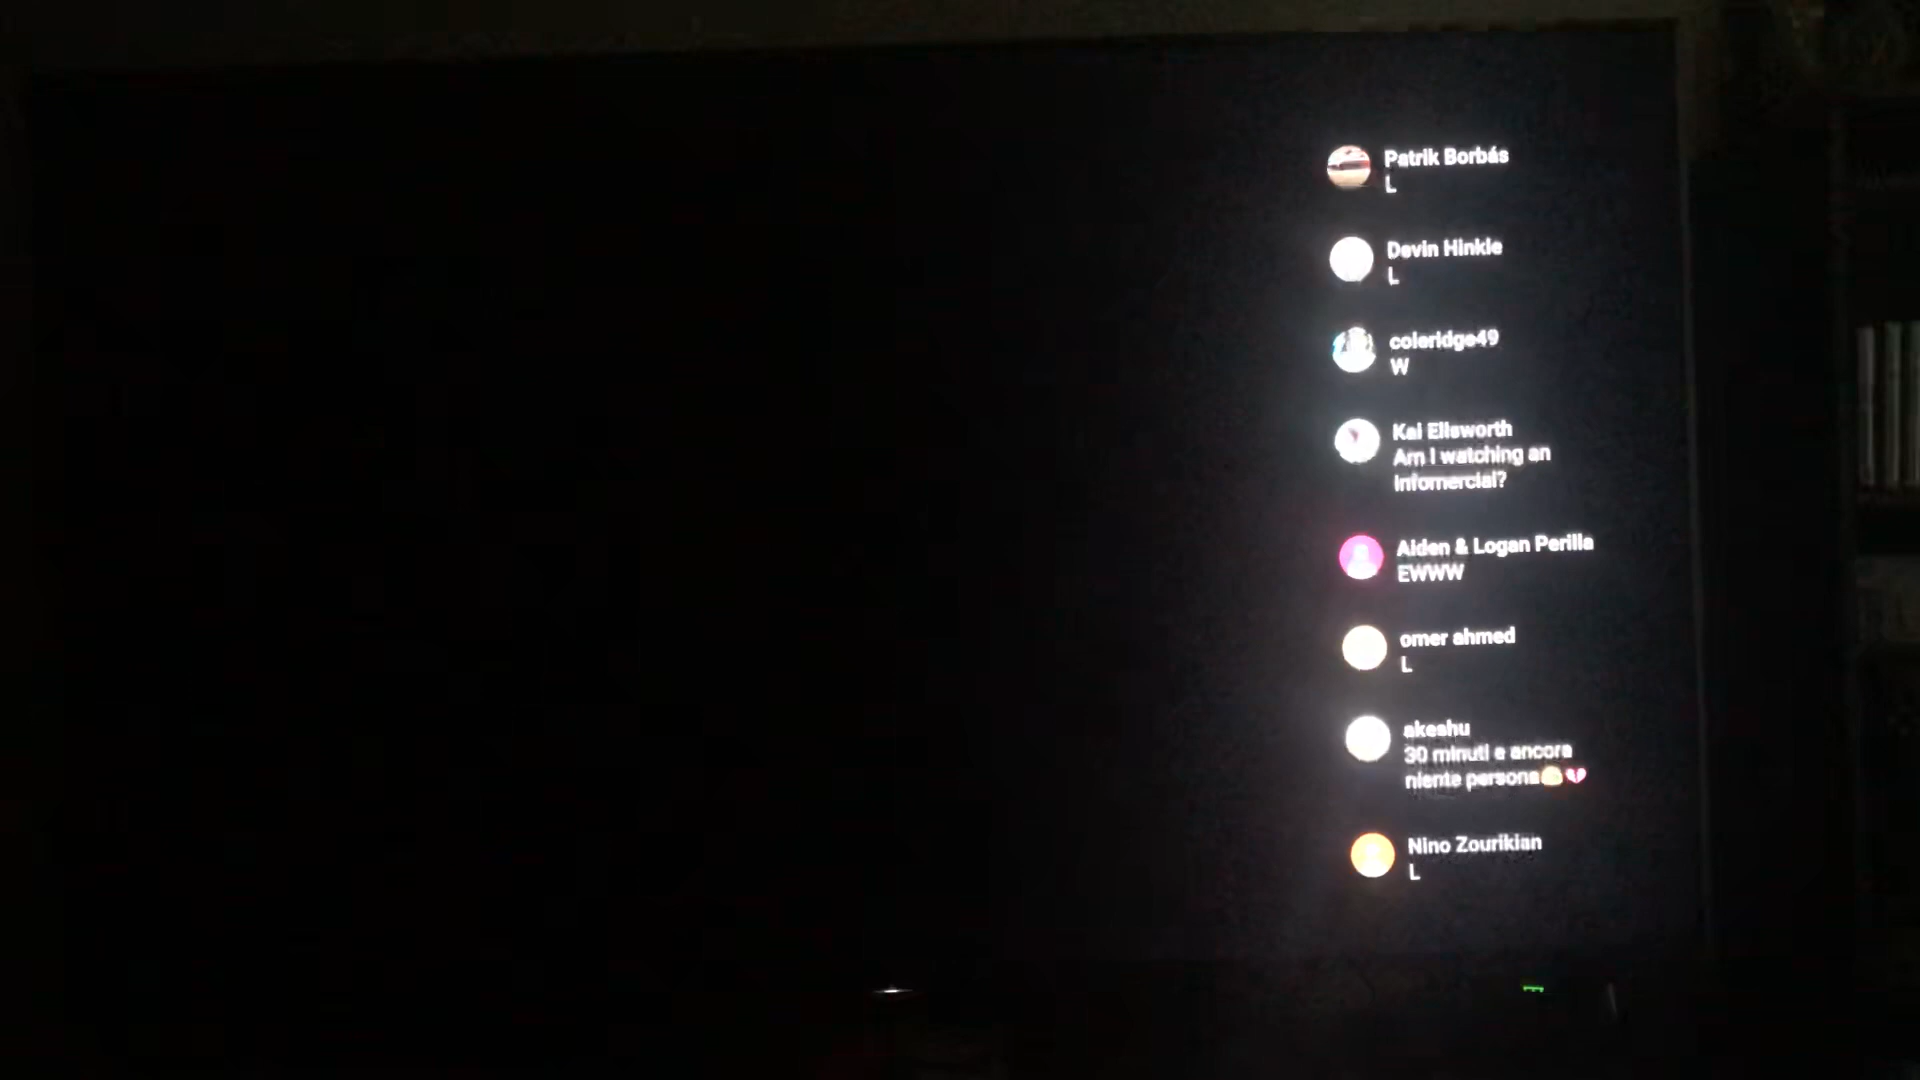 Patrik Borbás
L
Devin Hinkle
L
coleridge49
W
Kai Ellsworth
Am I watching an
infomercial?
Aiden & Logan Perilla
EWWW
omer ahmed
L
akeshu
30 minuti e ancora
niente persona
Nino Zourikian
L